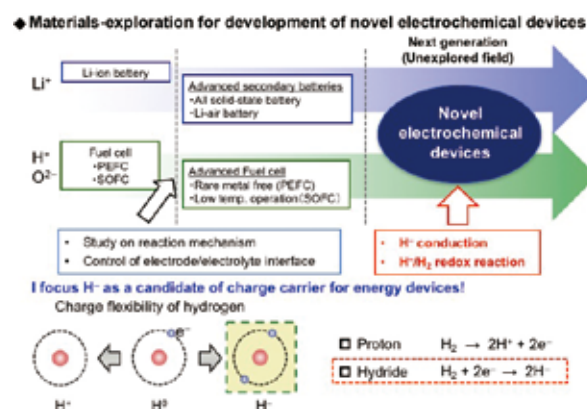 ◆ Materials-exploration for development of novel electrochemical devices
Next generation
(Unexplored field)
Li⁺
Li-ion battery
Advanced secondary batteries
•All solid-state battery
•Li-air battery
Novel
electrochemical
devices
H⁺
O²⁻
Fuel cell
•PEFC
•SOFC
Advanced Fuel cell
•Rare metal free (PEFC)
•Low temp. operation(SOFC)
• Study on reaction mechanism
• Control of electrode/electrolyte interface
• H⁻ conduction
• H⁻/H₂ redox reaction
I focus H⁻ as a candidate of charge carrier for energy devices!
Charge flexibility of hydrogen
e⁻
H⁺
H⁰
H⁻
Proton H₂ → 2H⁺ + 2e⁻
Hydride H₂ + 2e⁻ → 2H⁻